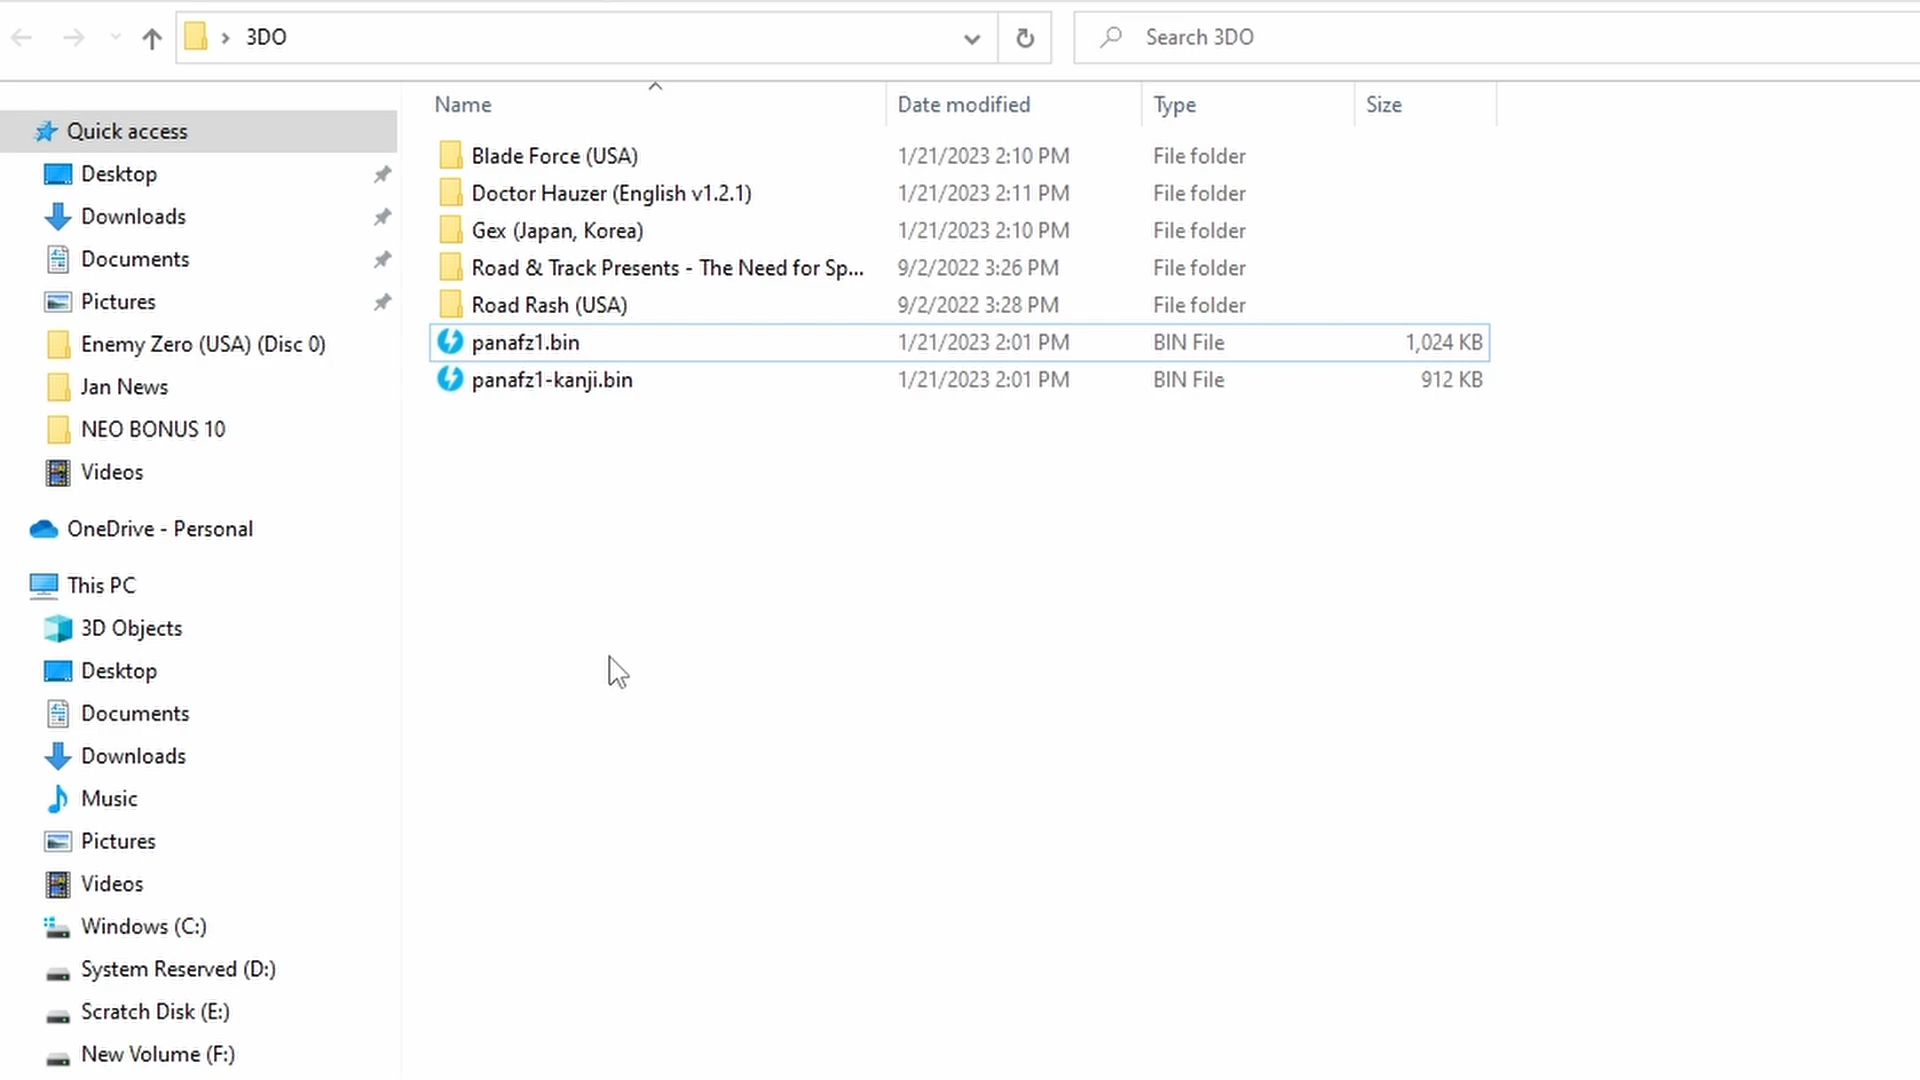 3DO
Search 3DO
Name Date modified Type Size
Quick access
Desktop
Downloads
Documents
Pictures
Enemy Zero (USA) (Disc 0)
Jan News
NEO BONUS 10
Videos
OneDrive - Personal
This PC
3D Objects
Desktop
Documents
Downloads
Music
Pictures
Videos
Windows (C:)
System Reserved (D:)
Scratch Disk (E:)
New Volume (F:)
Blade Force (USA) 1/21/2023 2:10 PM File folder
Doctor Hauzer (English v1.2.1) 1/21/2023 2:11 PM File folder
Gex (Japan, Korea) 1/21/2023 2:10 PM File folder
Road & Track Presents - The Need for Sp... 9/2/2022 3:26 PM File folder
Road Rash (USA) 9/2/2022 3:28 PM File folder
panafz1.bin 1/21/2023 2:01 PM BIN File 1,024 KB
panafz1-kanji.bin 1/21/2023 2:01 PM BIN File 912 KB